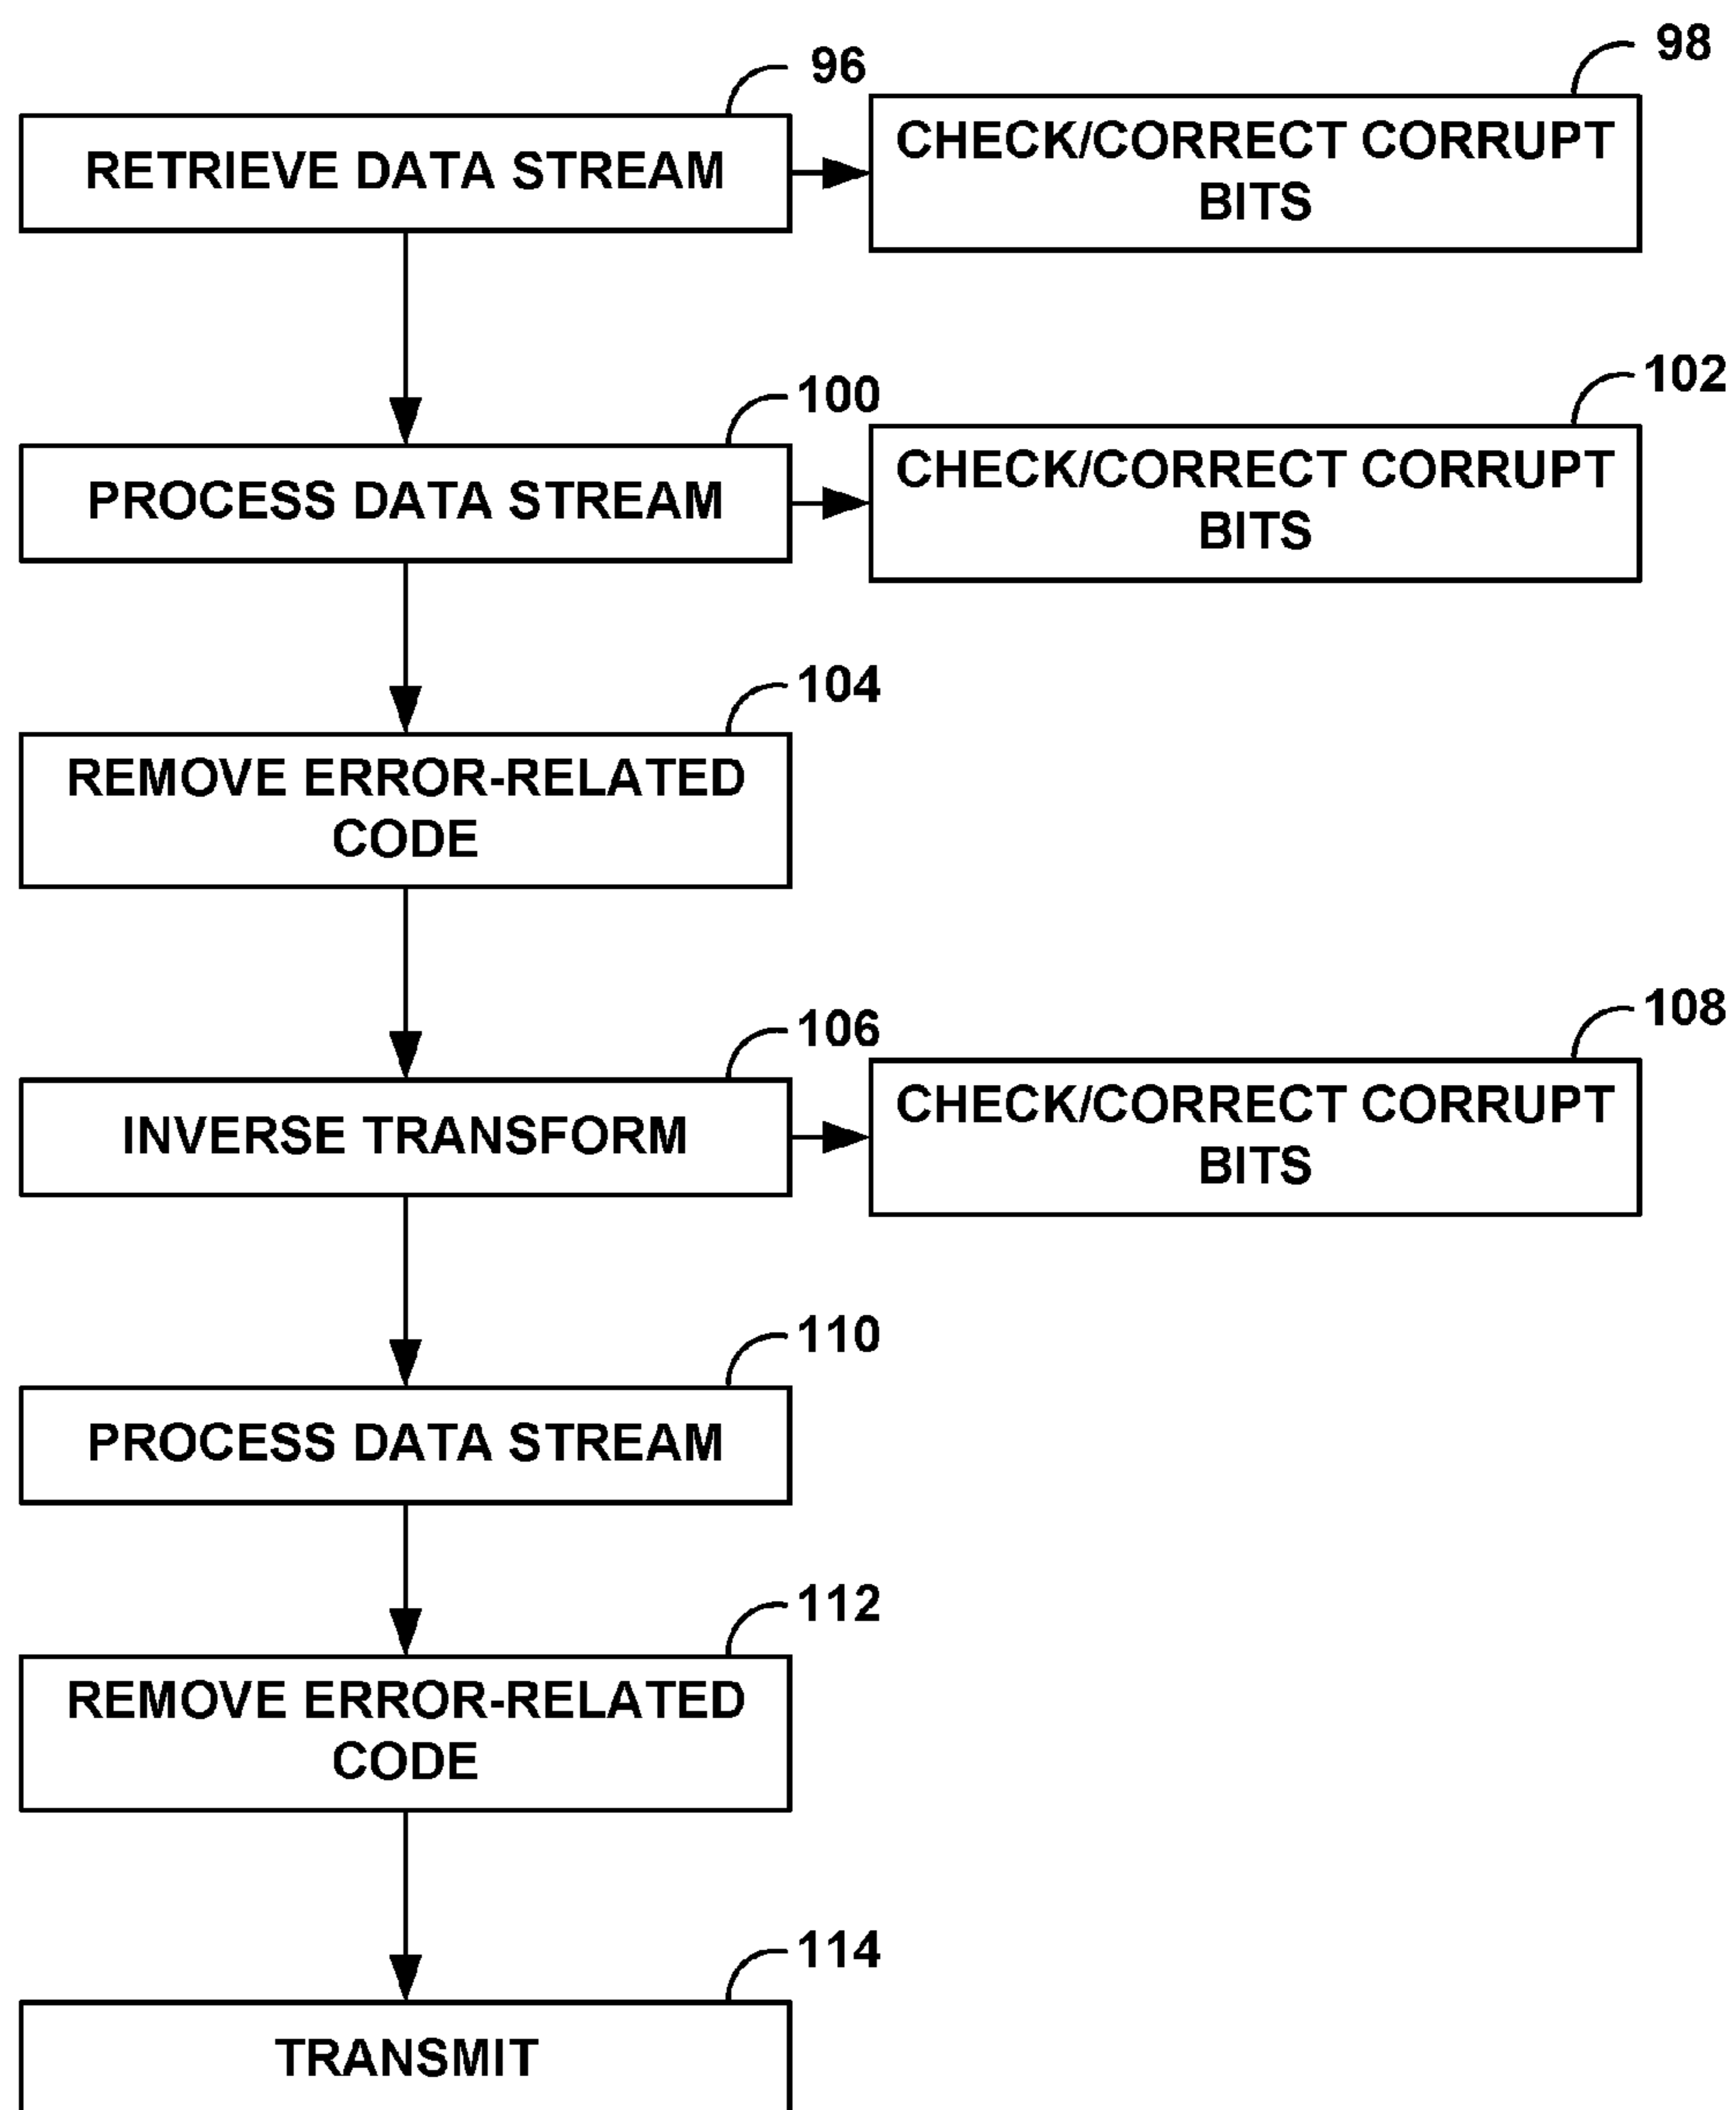 96
RETRIEVE DATA STREAM
98
CHECK/CORRECT CORRUPT
BITS
100
PROCESS DATA STREAM
102
CHECK/CORRECT CORRUPT
BITS
104
REMOVE ERROR-RELATED
CODE
106
INVERSE TRANSFORM
108
CHECK/CORRECT CORRUPT
BITS
110
PROCESS DATA STREAM
112
REMOVE ERROR-RELATED
CODE
114
TRANSMIT